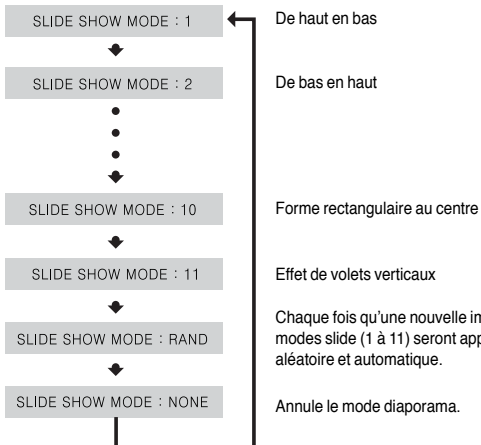 SLIDE SHOW MODE : 1
De haut en bas
SLIDE SHOW MODE : 2
De bas en haut
SLIDE SHOW MODE : 10
Forme rectangulaire au centre
SLIDE SHOW MODE : 11
Effet de volets verticaux
SLIDE SHOW MODE : RAND
Chaque fois qu'une nouvelle
modes slide (1 à 11) seront
aléatoire et automatique.
SLIDE SHOW MODE : NONE
Annule le mode diaporama.